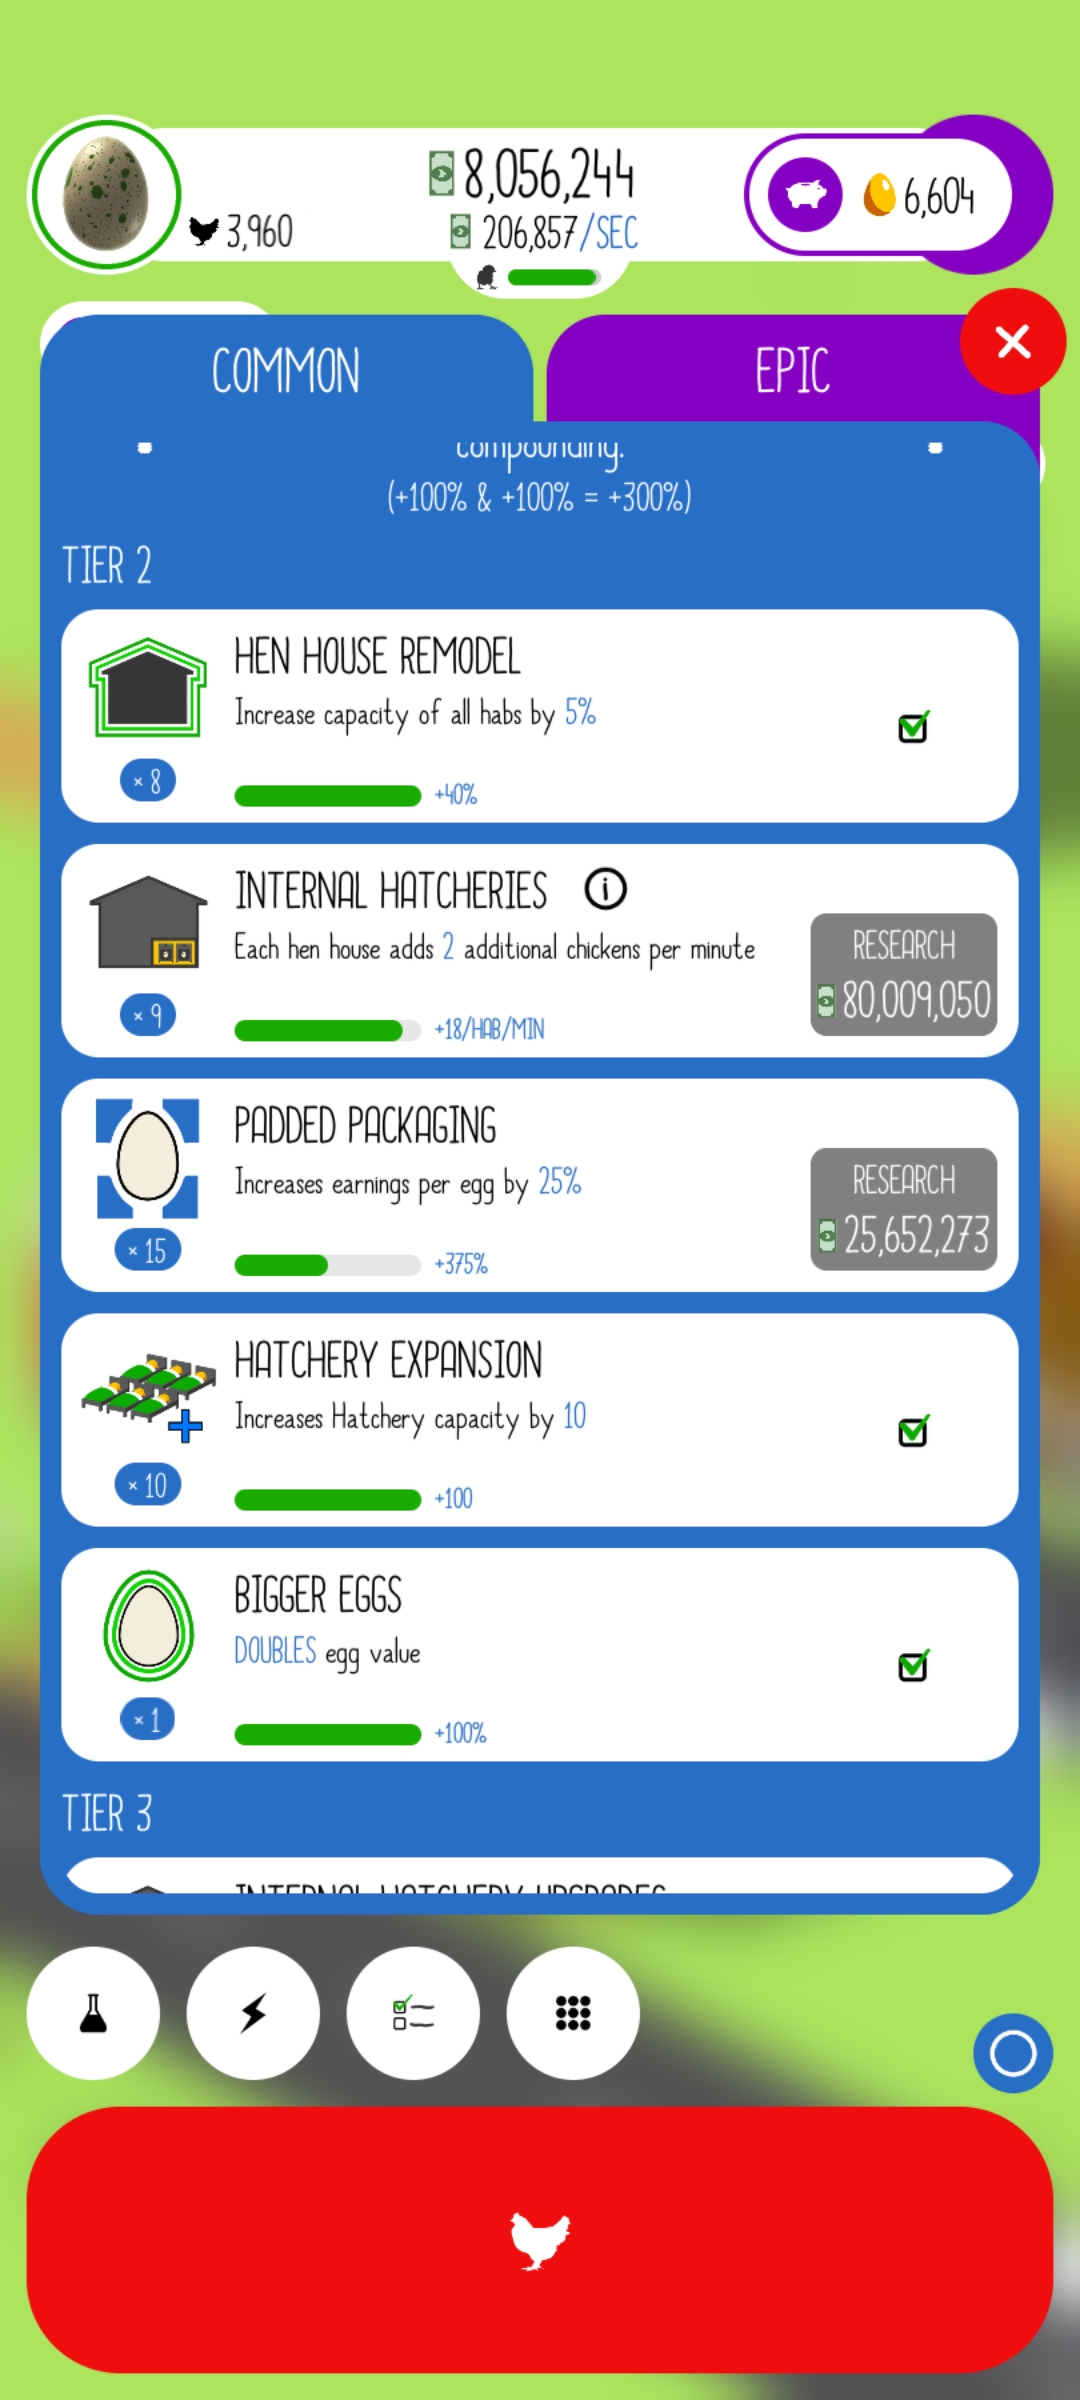 8,056,244
6,604
3,960
206,857/SEC
COMMON
EPIC
compounding.
(+100% & +100% = +300%)
TIER 2
HEN HOUSE REMODEL
Increase capacity of all habs by 5%
× 8
+40%
INTERNAL HATCHERIES
Each hen house adds 2 additional chickens per minute
RESEARCH
80,009,050
× 9
+18/HAB/MIN
PADDED PACKAGING
Increases earnings per egg by 25%
RESEARCH
25,652,273
× 15
+375%
HATCHERY EXPANSION
Increases Hatchery capacity by 10
× 10
+100
BIGGER EGGS
DOUBLES egg value
× 1
+100%
TIER 3
INTERNAL HATCHERY UPGRADES